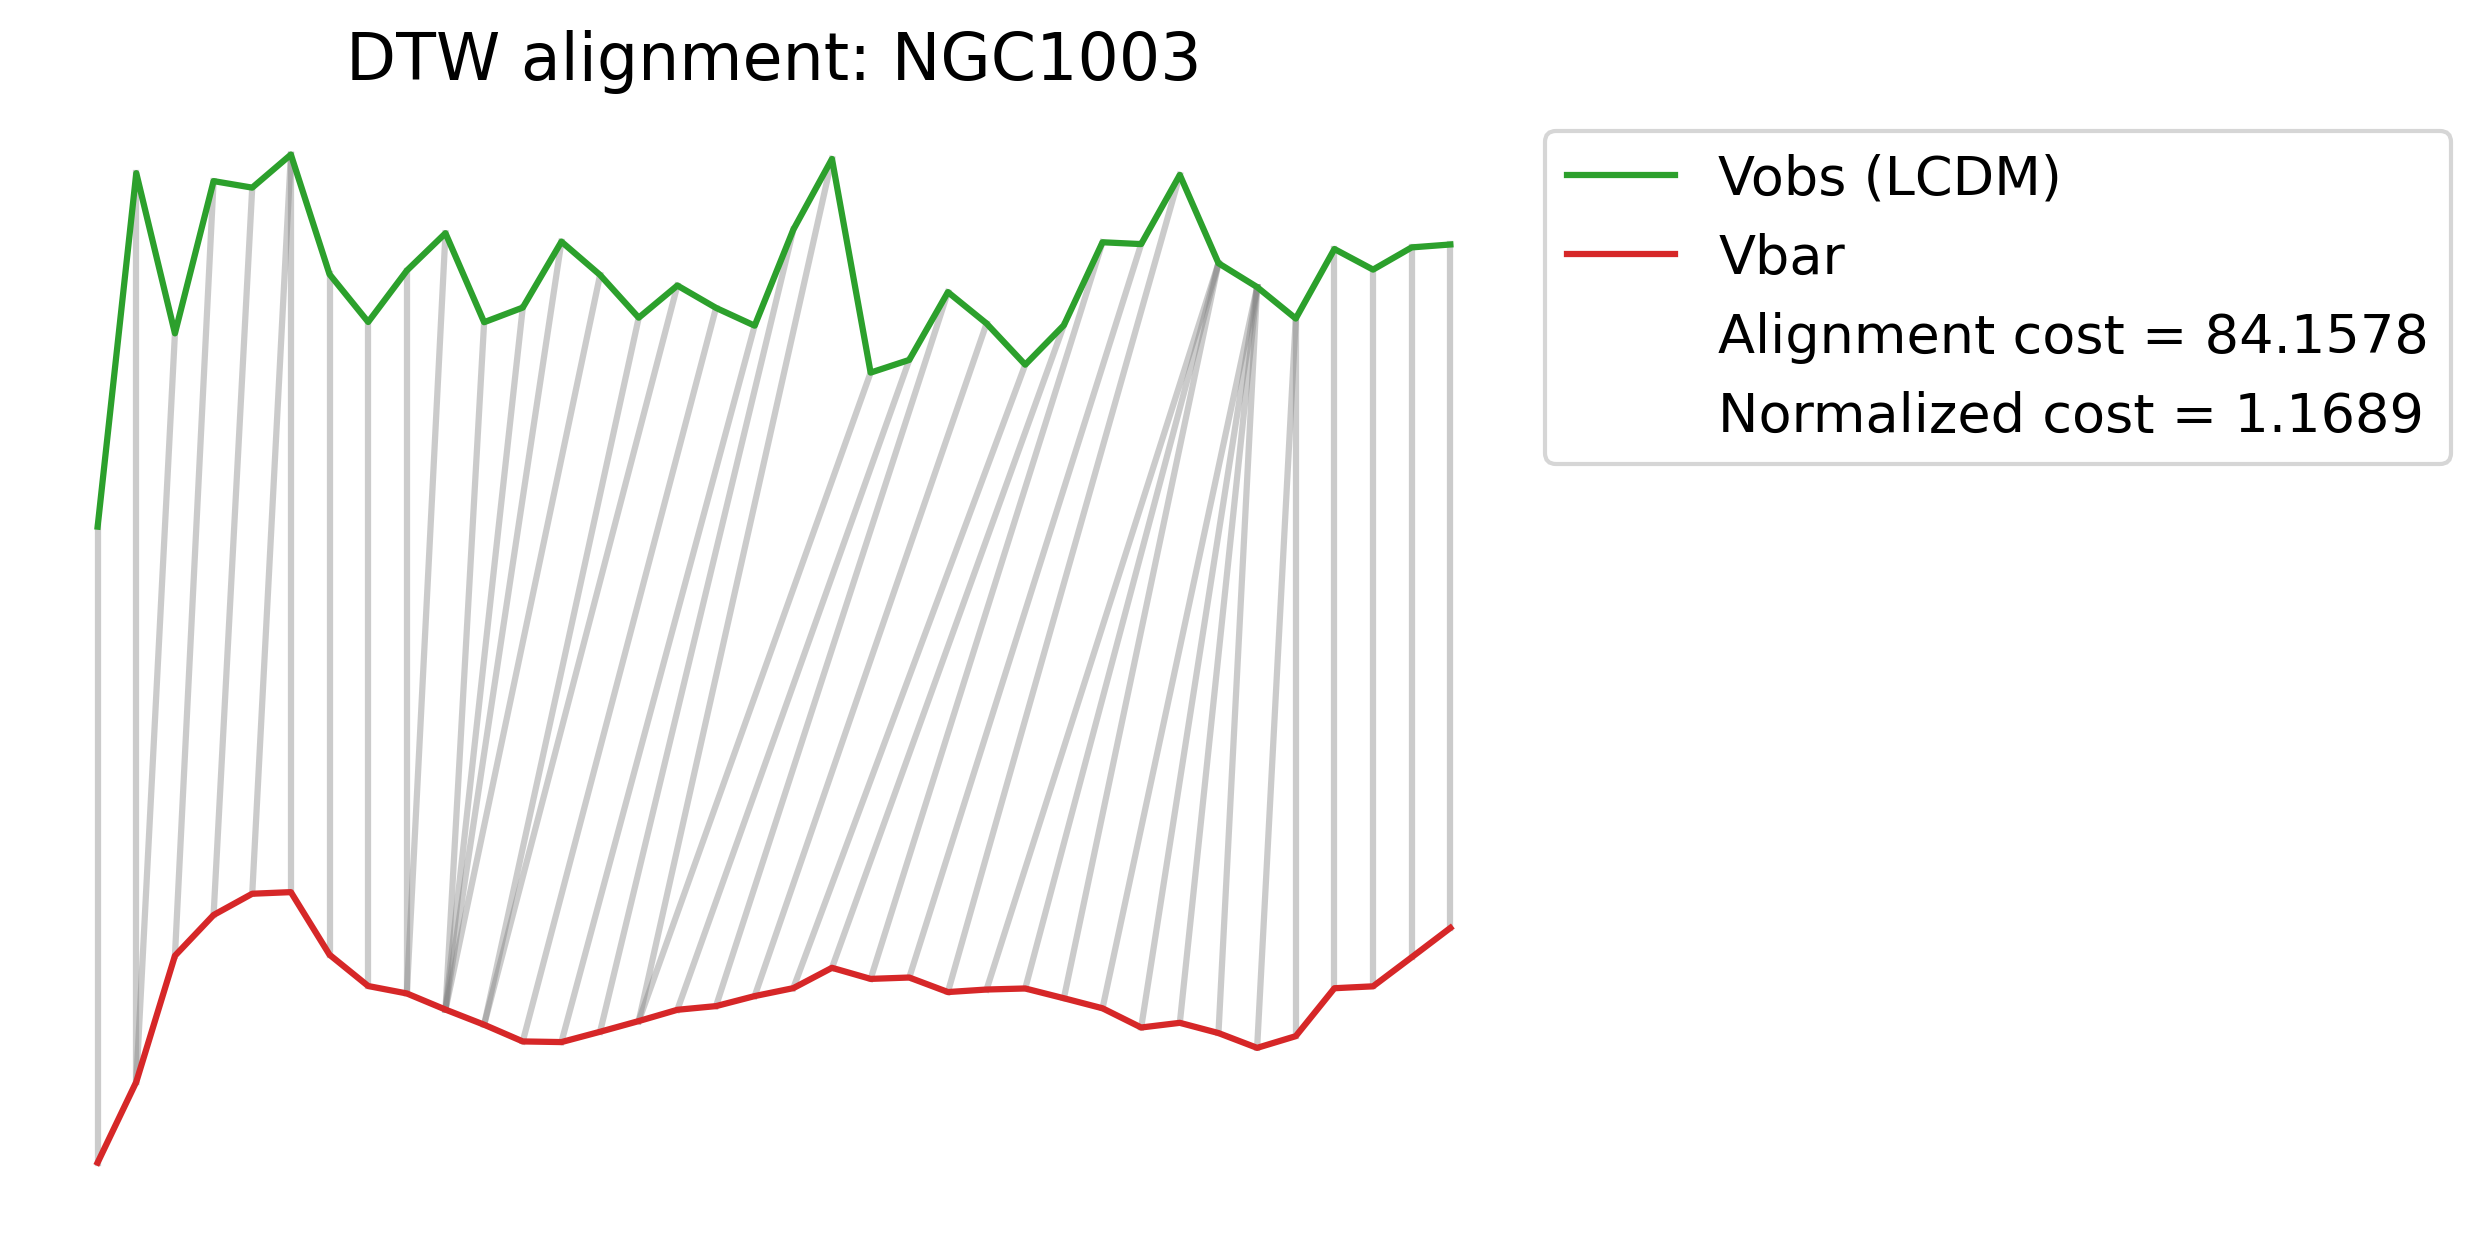 DTW alignment: NGC1003
Vobs (LCDM)
Vbar
Alignment cost = 84.1578
Normalized cost = 1.1689